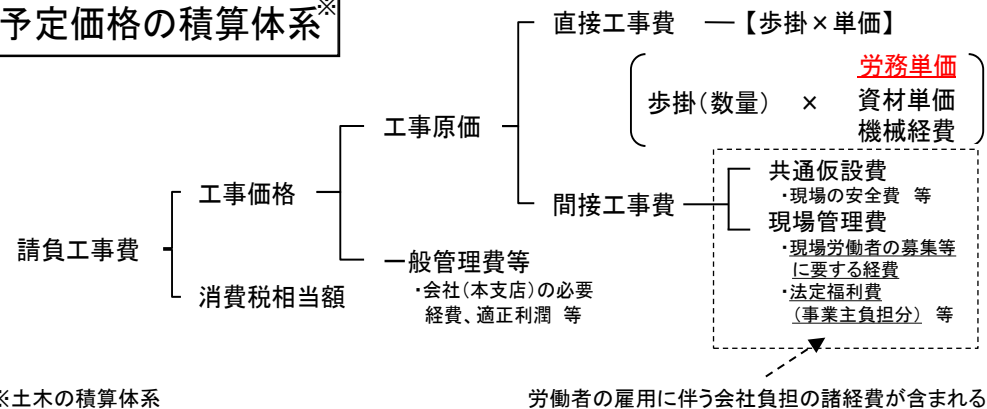 予定価格の積算体系※
直接工事費 ― 【歩掛×単価】
歩掛(数量) × 労務単価
資材単価
機械経費
工事原価
共通仮設費
・現場の安全費 等
工事価格
間接工事費
現場管理費
・現場労働者の募集等
に要する経費
・法定福利費
(事業主負担分) 等
請負工事費
一般管理費等
・会社(本支店)の必要
経費、適正利潤 等
消費税相当額
※土木の積算体系
労働者の雇用に伴う会社負担の諸経費が含まれる